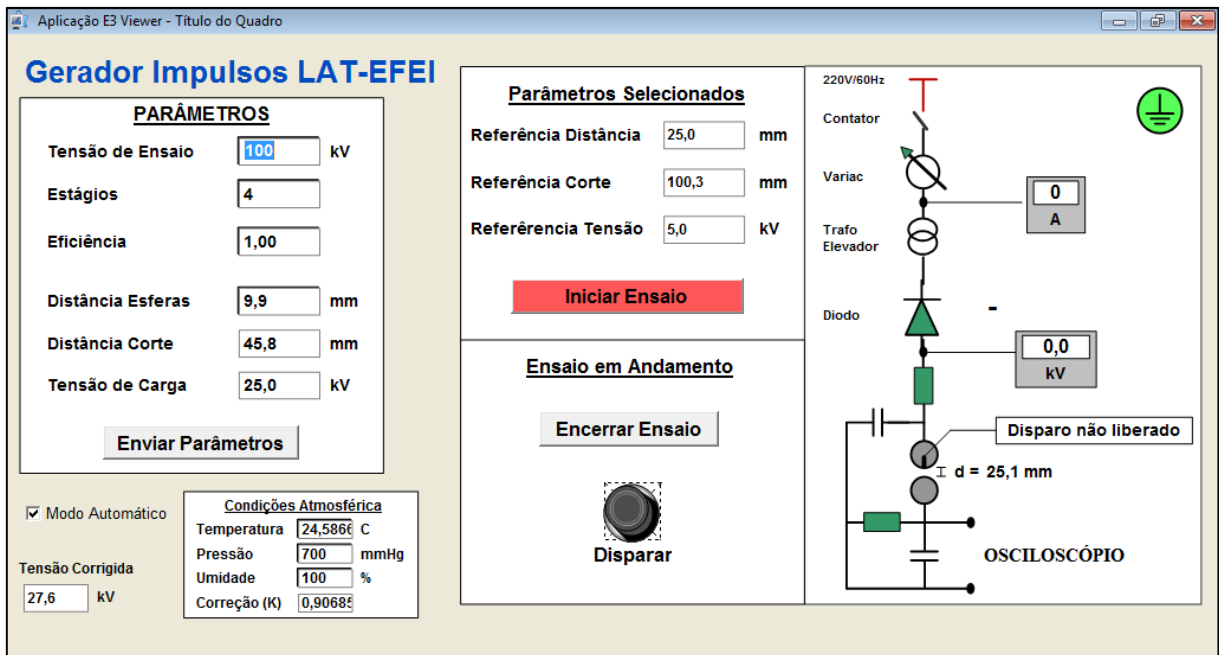 Aplicação E3 Viewer - Título do Quadro
Gerador Impulsos LAT-EFEI
PARÂMETROS
Tensão de Ensaio 100 kV
Estágios 4
Eficiência 1,00
Distância Esferas 9,9 mm
Distância Corte 45,8 mm
Tensão de Carga 25,0 kV
Enviar Parâmetros
Modo Automático
Tensão Corrigida
27,6 kV
Condições Atmosférica
Temperatura 24,5866 C
Pressão 700 mmHg
Umidade 100 %
Correção (K) 0,90685
Parâmetros Selecionados
Referência Distância 25,0 mm
Referência Corte 100,3 mm
Referêrencia Tensão 5,0 kV
Iniciar Ensaio
Ensaio em Andamento
Encerrar Ensaio
Disparar
220V/60Hz
Contator
Variac
0
A
Trafo
Elevador
Diodo
-
0,0
kV
Disparo não liberado
d = 25,1 mm
OSCILOSCÓPIO